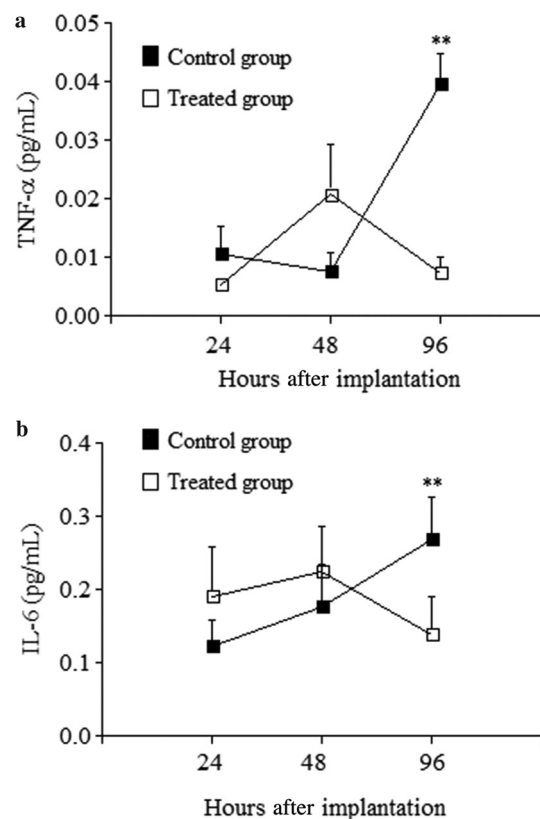 a
0.05
**
Control group
0.04
Treated group
0.03
TNF-α (pg/mL)
0.02
0.01
0.00
24 48 96
Hours after implantation
b
0.4
Control group
Treated group
**
0.3
IL-6 (pg/mL)
0.2
0.1
0.0
24 48 96
Hours after implantation